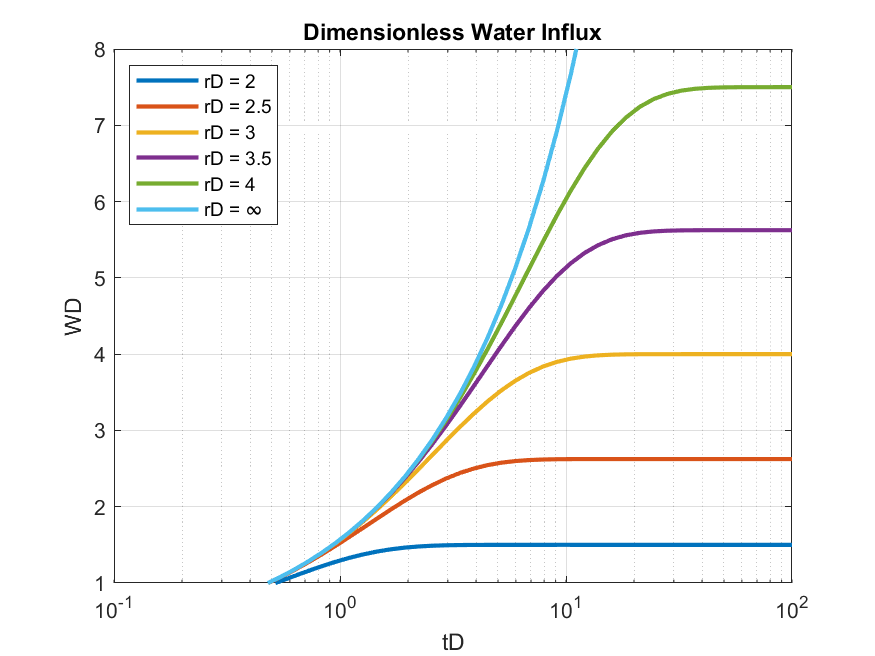 Dimensionless Water Influx
8
7
6
5
4
3
2
1
WD
rD = 2
rD = 2.5
rD = 3
rD = 3.5
rD = 4
rD = ∞
10^-1
10^0
10^1
10^2
tD